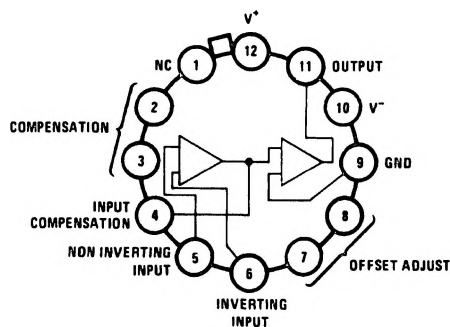 V+
NC
1
12
11
OUTPUT
2
10
V−
COMPENSATION
3
9
GND
INPUT
COMPENSATION
4
8
NON INVERTING
INPUT
5
6
7
OFFSET ADJUST
INVERTING
INPUT